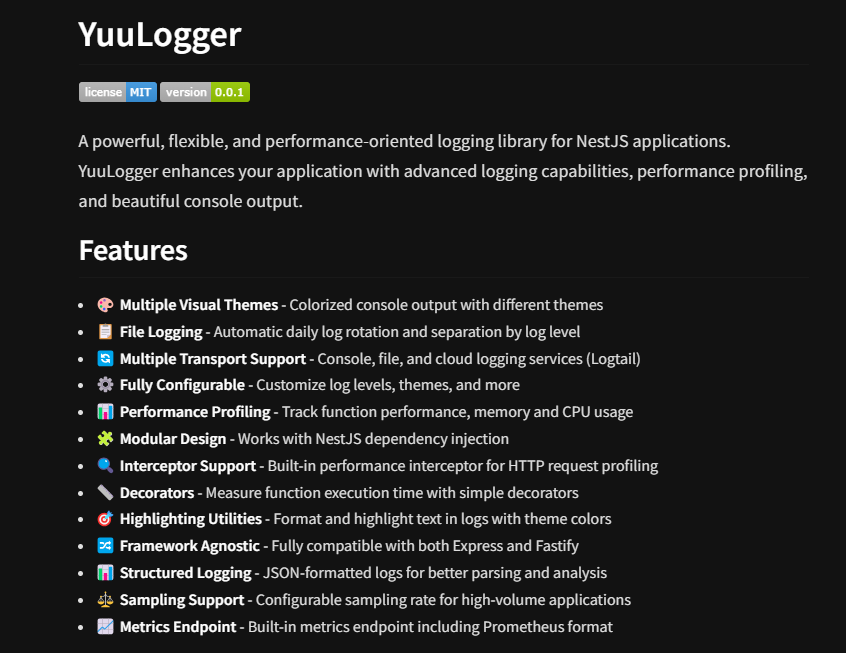 YuuLogger
license MIT version 0.0.1
A powerful, flexible, and performance-oriented logging library for NestJS applications.
YuuLogger enhances your application with advanced logging capabilities, performance profiling,
and beautiful console output.
Features
• 🎨 Multiple Visual Themes - Colorized console output with different themes
• 📋 File Logging - Automatic daily log rotation and separation by log level
• 🔄 Multiple Transport Support - Console, file, and cloud logging services (Logtail)
• ⚙️ Fully Configurable - Customize log levels, themes, and more
• 📊 Performance Profiling - Track function performance, memory and CPU usage
• 🧩 Modular Design - Works with NestJS dependency injection
• 🔍 Interceptor Support - Built-in performance interceptor for HTTP request profiling
• 📏 Decorators - Measure function execution time with simple decorators
• 🎯 Highlighting Utilities - Format and highlight text in logs with theme colors
• 🔀 Framework Agnostic - Fully compatible with both Express and Fastify
• 📊 Structured Logging - JSON-formatted logs for better parsing and analysis
• ⚖️ Sampling Support - Configurable sampling rate for high-volume applications
• 📈 Metrics Endpoint - Built-in metrics endpoint including Prometheus format